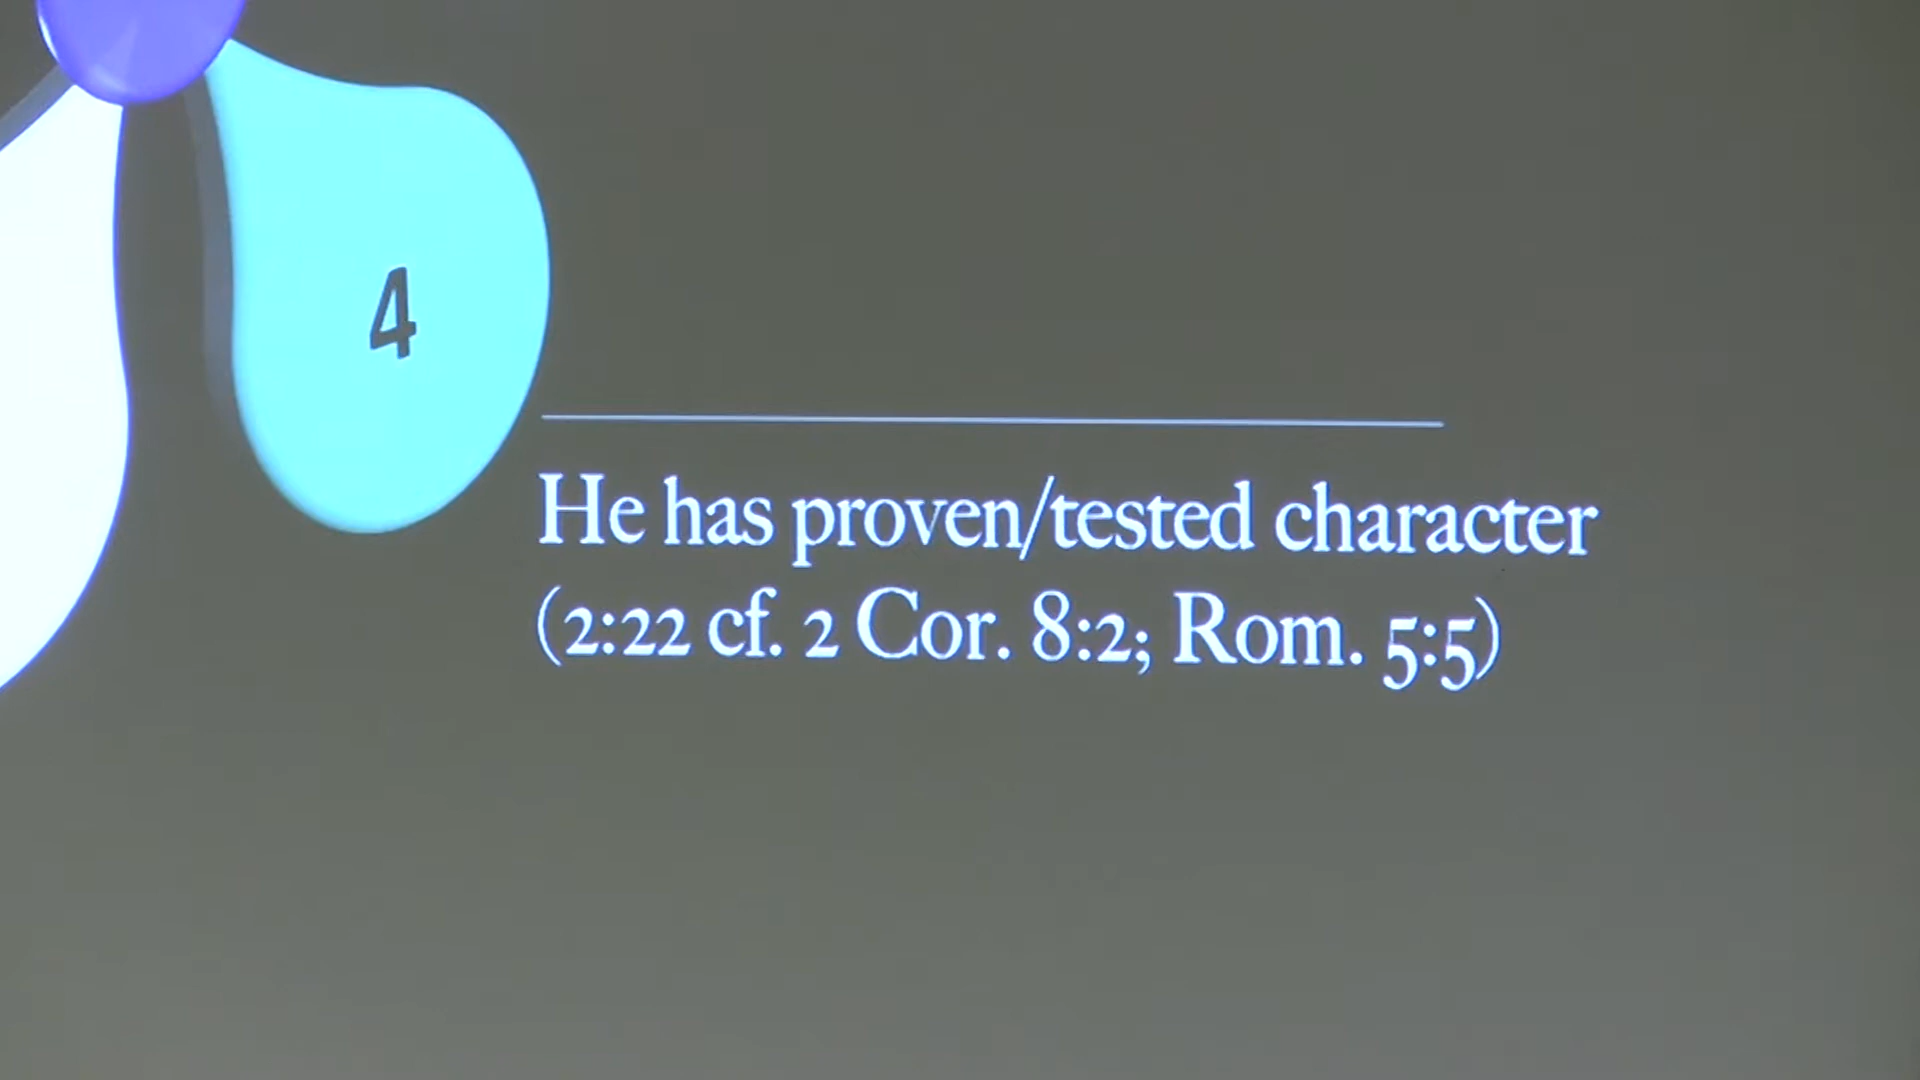 4
He has proven/tested character
(2:22 cf. 2 Cor. 8:2; Rom. 5:5)